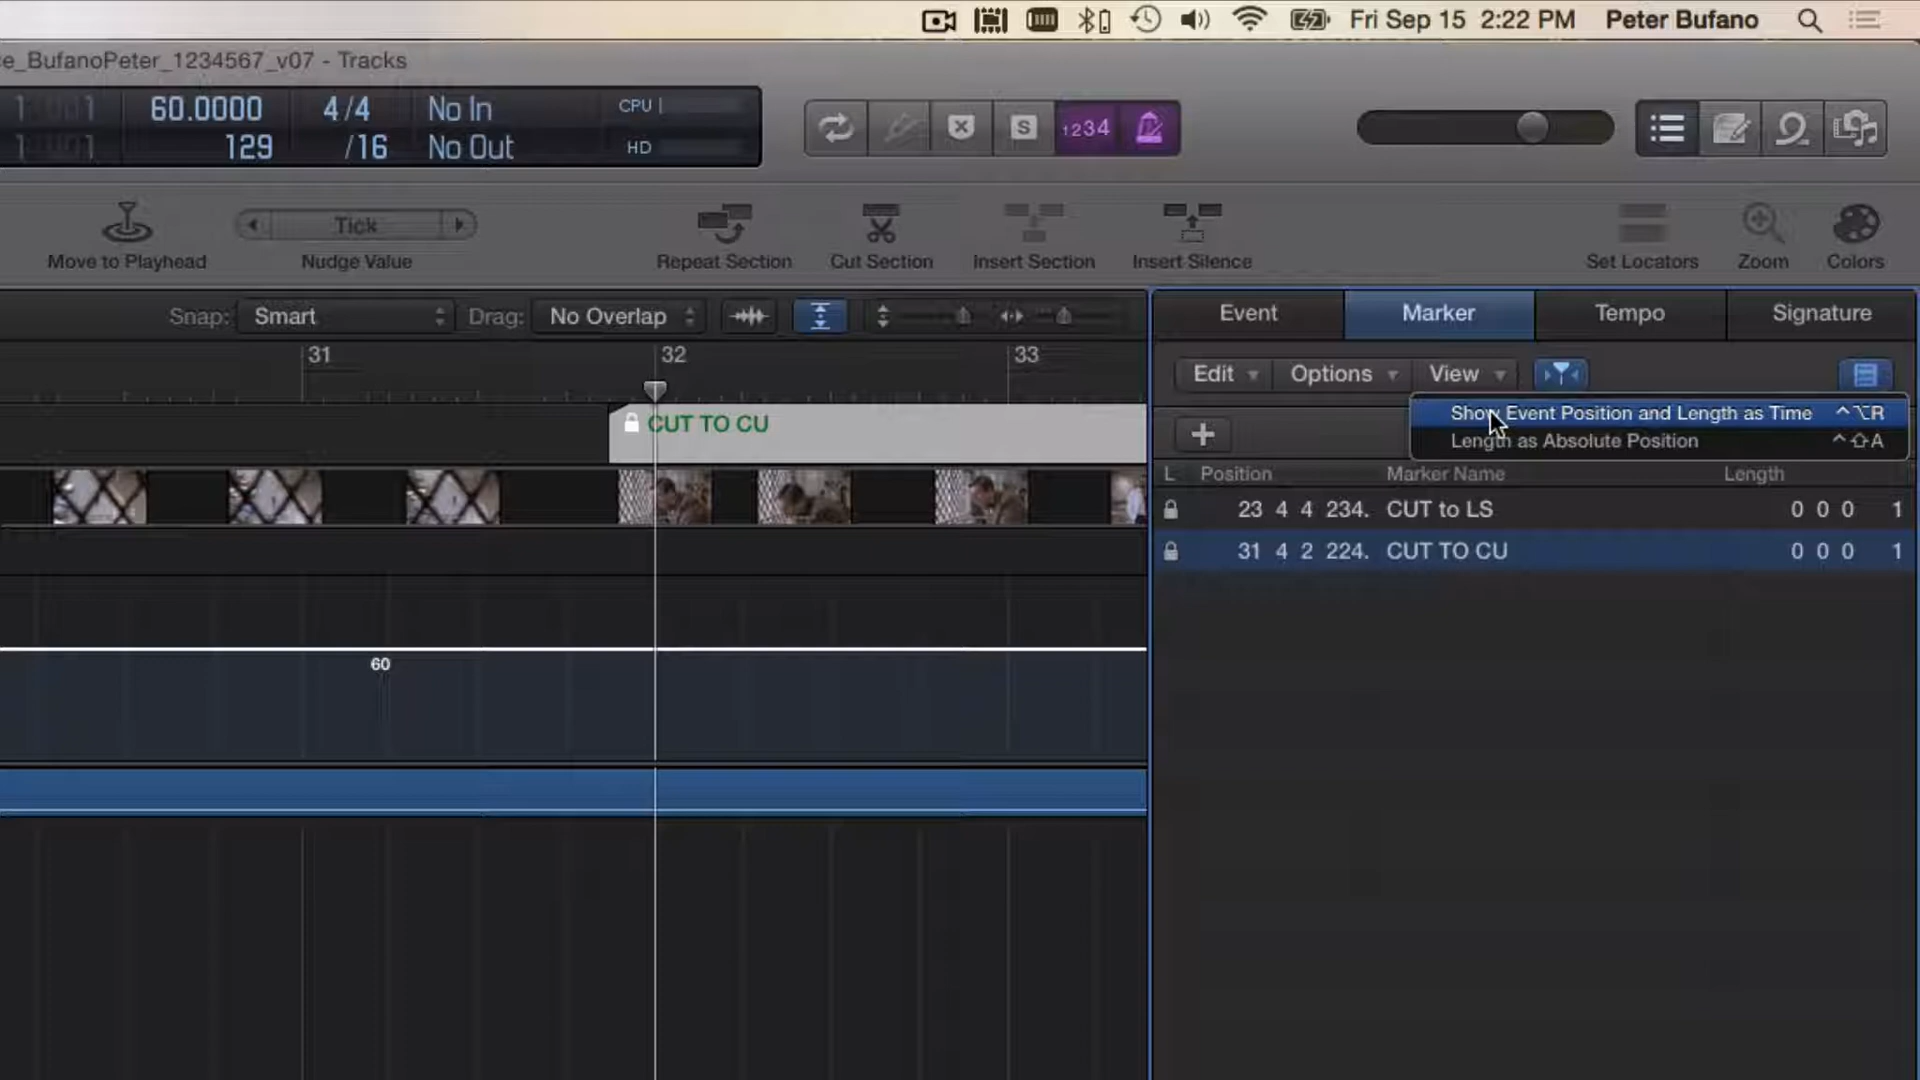 Fri Sep 15 2:22 PM Peter Bufano
e_BufanoPeter_1234567_v07 - Tracks
60.0000 4/4 No In CPU
129 /16 No Out HD
S 1234
Tick
Move to Playhead Nudge Value Repeat Section Cut Section Insert Section Insert Silence Set Locators Zoom Colors
Snap: Smart Drag: No Overlap
Event Marker Tempo Signature
31 32 33
Edit Options View
Show Event Position and Length as Time ^⌥R
Length as Absolute Position ^⇧A
CUT TO CU
+
L Position Marker Name Length
23 4 4 234. CUT to LS 0 0 0 1
31 4 2 224. CUT TO CU 0 0 0 1
60